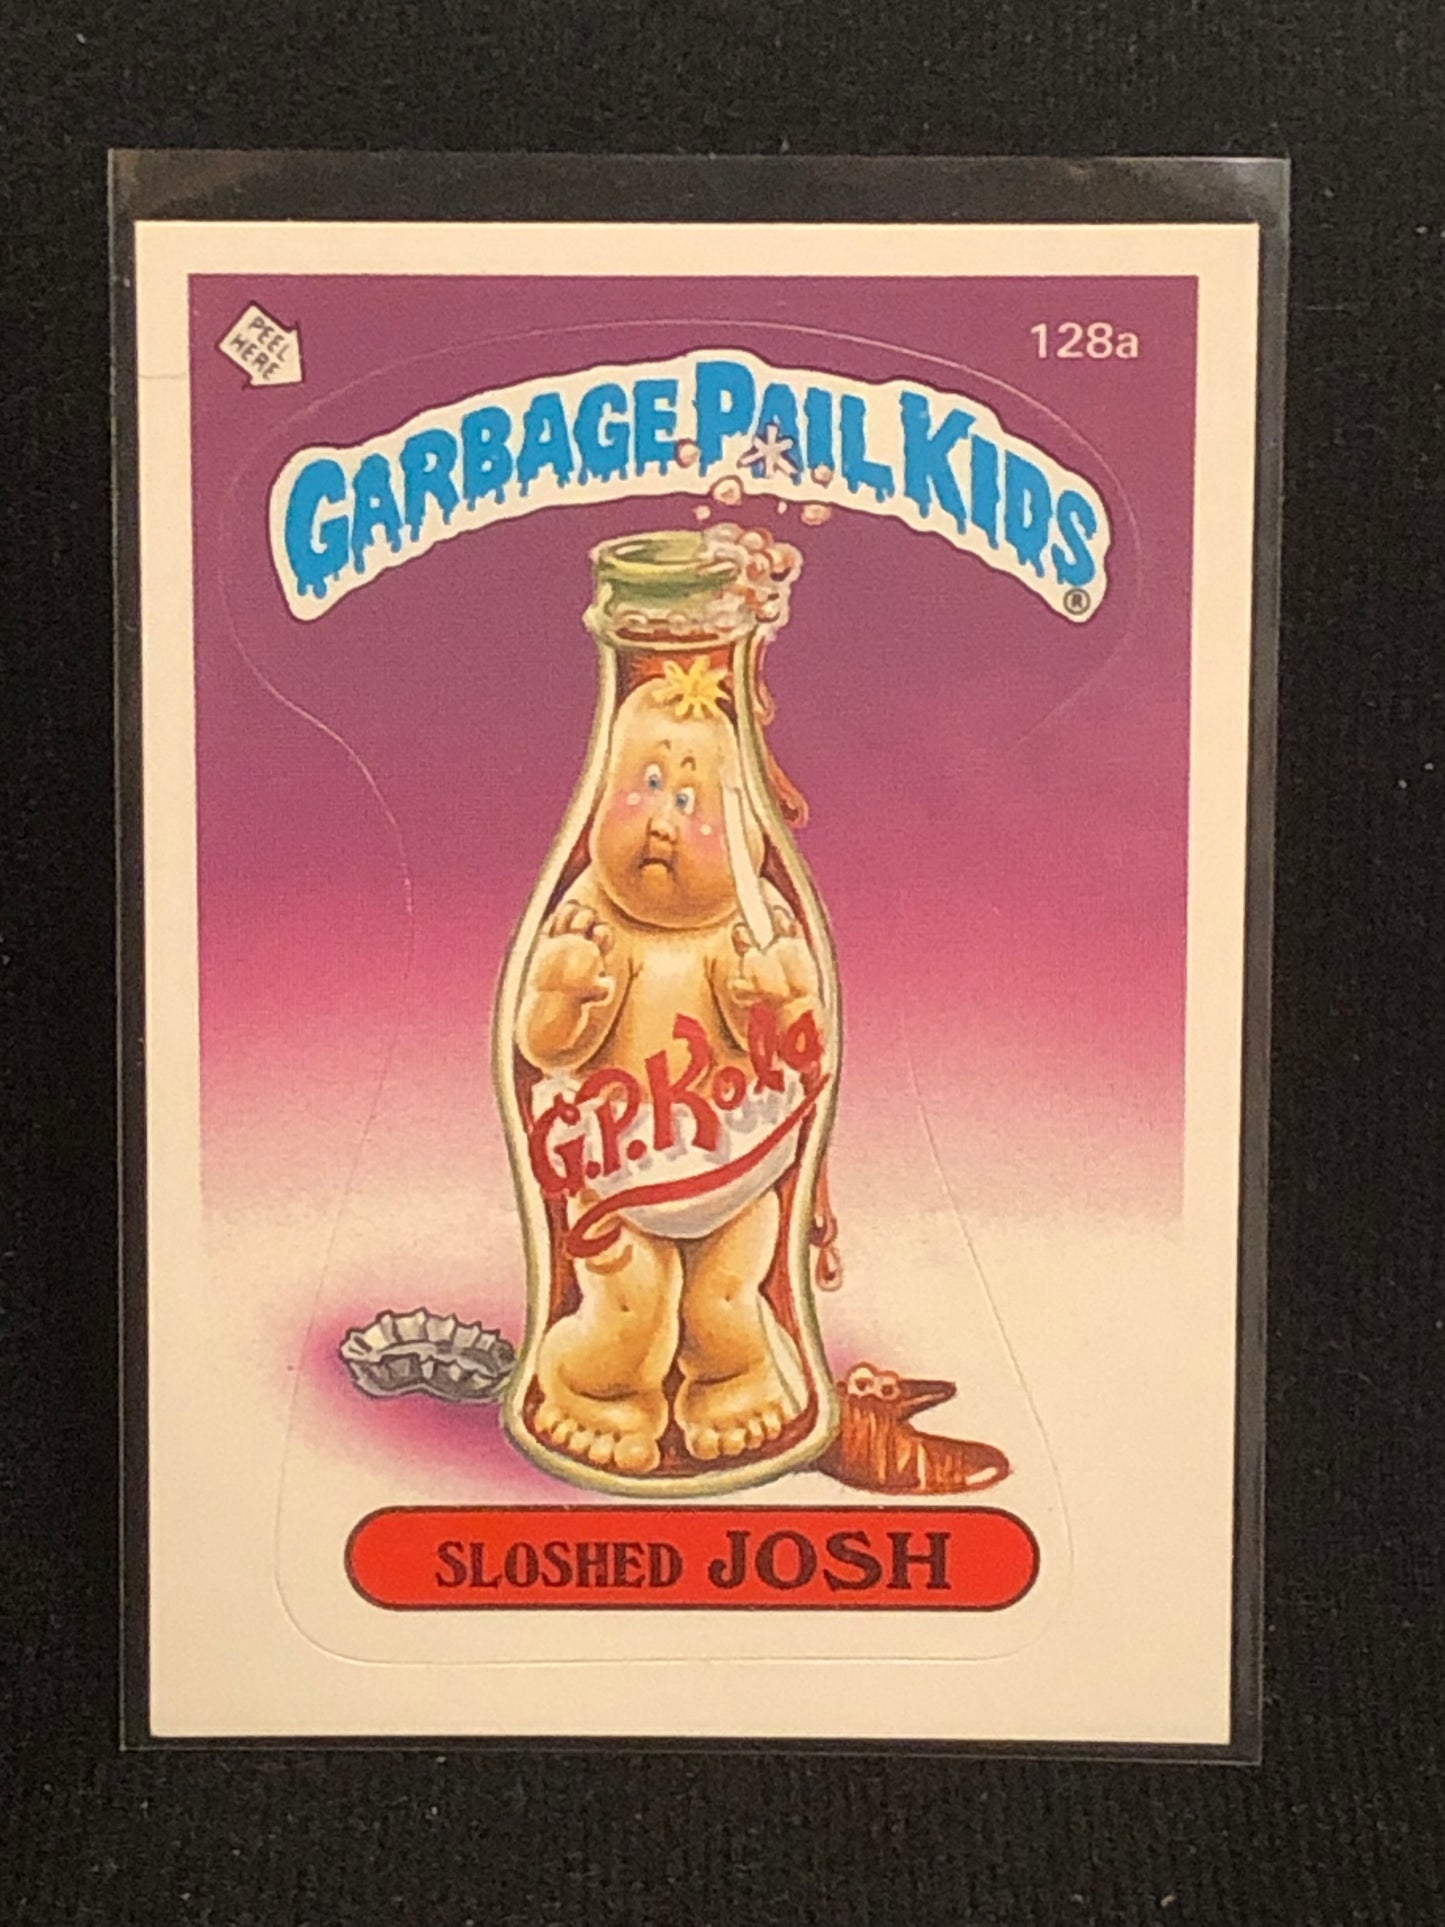 PEEL
HERE
128a
GARBAGE PAIL KIDS
®
G.P. Kola
SLOSHED JOSH